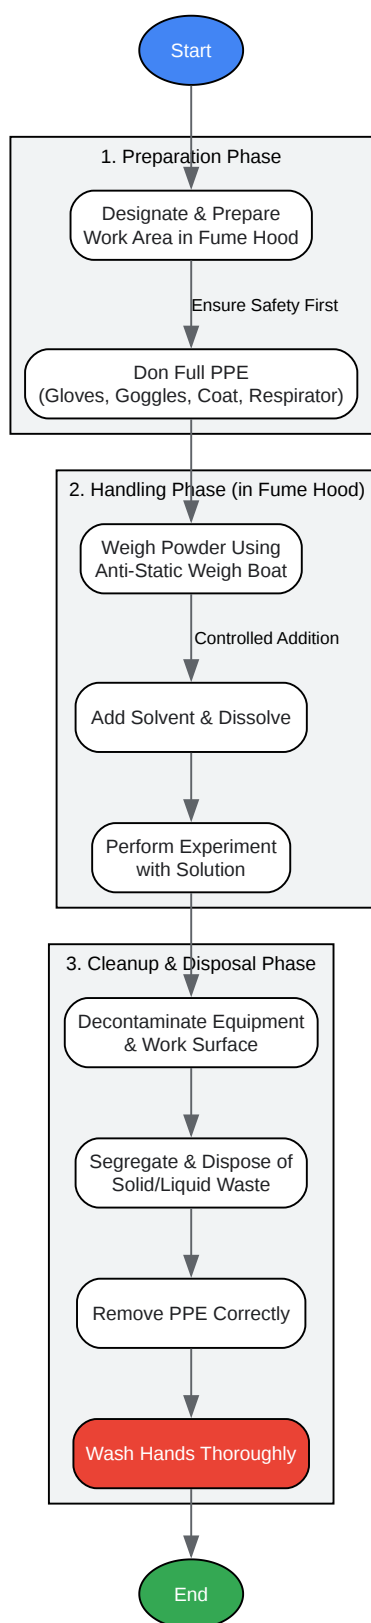 Start
1. Preparation Phase
Designate & Prepare
Work Area in Fume Hood
Ensure Safety First
Don Full PPE
(Gloves, Goggles, Coat, Respirator)
2. Handling Phase (in Fume Hood)
Weigh Powder Using
Anti-Static Weigh Boat
Controlled Addition
Add Solvent & Dissolve
Perform Experiment
with Solution
3. Cleanup & Disposal Phase
Decontaminate Equipment
& Work Surface
Segregate & Dispose of
Solid/Liquid Waste
Remove PPE Correctly
Wash Hands Thoroughly
End